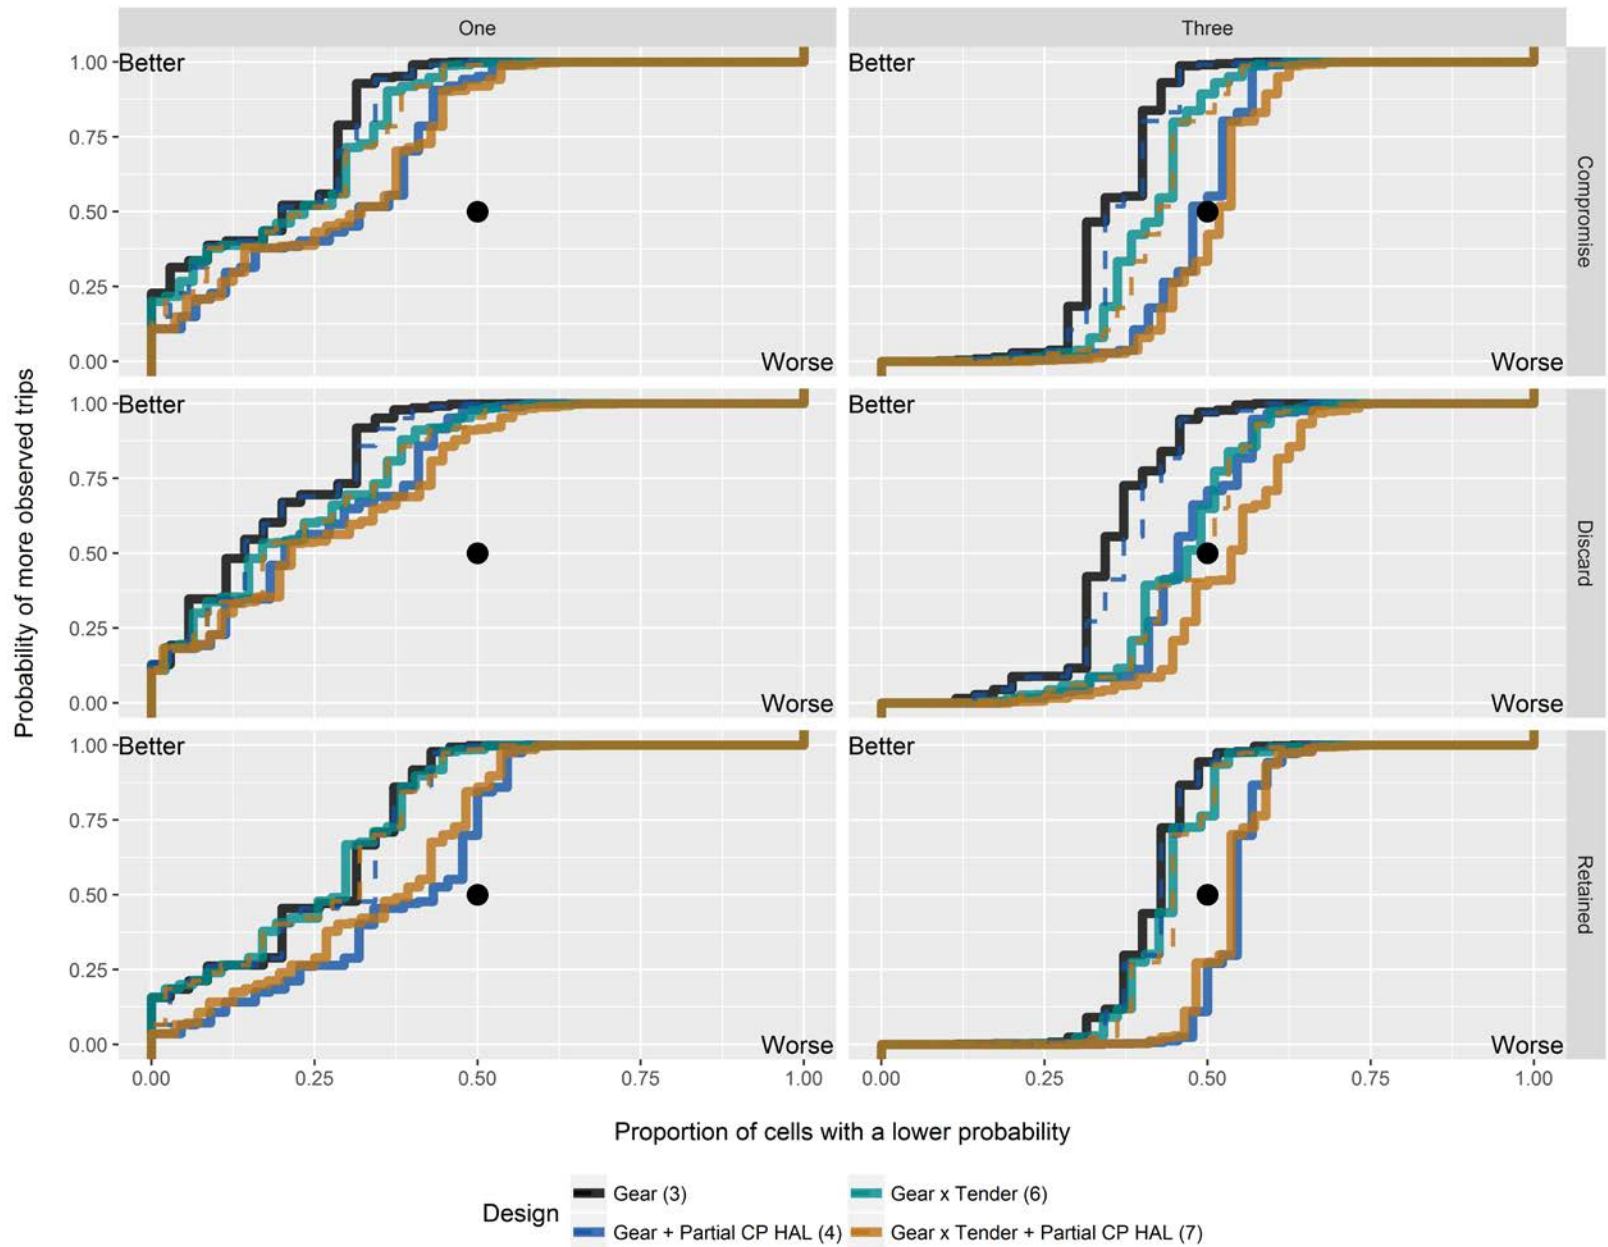 One
Three
Better
Better
1.00
0.75
0.50
0.25
0.00
Worse
Worse
Compromise
Better
Better
1.00
0.75
0.50
0.25
0.00
Worse
Worse
Discard
Better
Better
1.00
0.75
0.50
0.25
0.00
Worse
Worse
Retained
Probability of more observed trips
0.00 0.25 0.50 0.75 1.00
0.00 0.25 0.50 0.75 1.00
Proportion of cells with a lower probability
Design
Gear (3)
Gear x Tender (6)
Gear + Partial CP HAL (4)
Gear x Tender + Partial CP HAL (7)